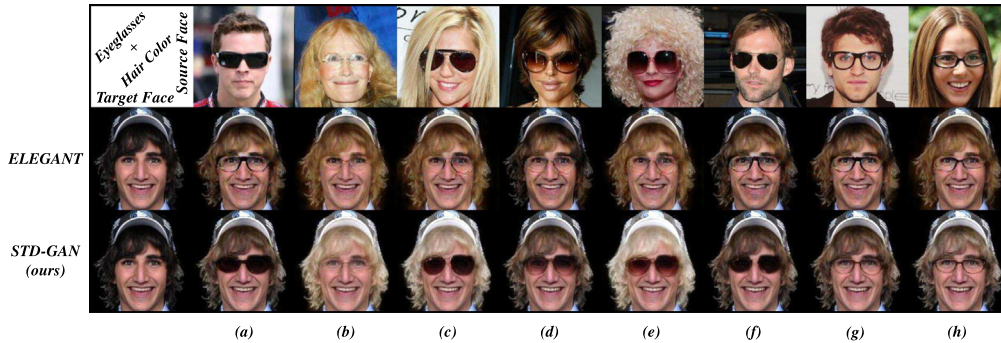 Eyeglasses
+
Hair Color
Source Face
Target Face
ELEGANT
STD-GAN
(ours)
(a) (b) (c) (d) (e) (f) (g) (h)